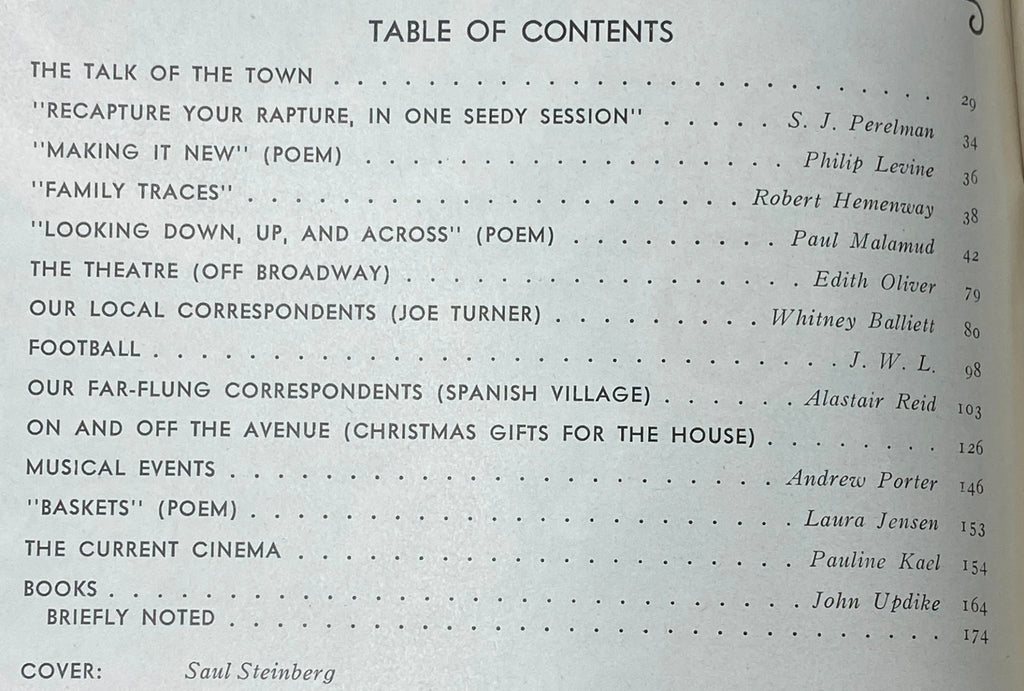 TABLE OF CONTENTS
THE TALK OF THE TOWN . . . . . . . . . . . . . . . . . . . . . . 29
"RECAPTURE YOUR RAPTURE, IN ONE SEEDY SESSION" . . . . . S. J. Perelman 34
"MAKING IT NEW" (POEM) . . . . . . . . . . . . . . . . Philip Levine 36
"FAMILY TRACES" . . . . . . . . . . . . . . . . . . . Robert Hemenway 38
"LOOKING DOWN, UP, AND ACROSS" (POEM) . . . . . . . . Paul Malamud 42
THE THEATRE (OFF BROADWAY) . . . . . . . . . . . . . . . Edith Oliver 79
OUR LOCAL CORRESPONDENTS (JOE TURNER) . . . . . . . . Whitney Balliett 80
FOOTBALL . . . . . . . . . . . . . . . . . . . . . . . . . . J. W. L. 98
OUR FAR-FLUNG CORRESPONDENTS (SPANISH VILLAGE) . . . . . . Alastair Reid 103
ON AND OFF THE AVENUE (CHRISTMAS GIFTS FOR THE HOUSE) . . . . . . . 126
MUSICAL EVENTS . . . . . . . . . . . . . . . . . . . . . Andrew Porter 146
"BASKETS" (POEM) . . . . . . . . . . . . . . . . . . . . . Laura Jensen 153
THE CURRENT CINEMA . . . . . . . . . . . . . . . . . . . Pauline Kael 154
BOOKS . . . . . . . . . . . . . . . . . . . . . . . . . . John Updike 164
BRIEFLY NOTED . . . . . . . . . . . . . . . . . . . . . . . . . 174
COVER: Saul Steinberg